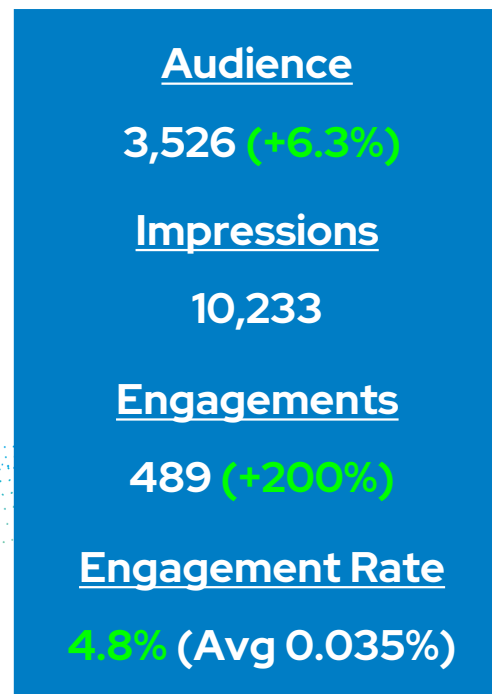 Audience
3,526 (+6.3%)
Impressions
10,233
Engagements
489 (+200%)
Engagement Rate
4.8% (Avg 0.035%)